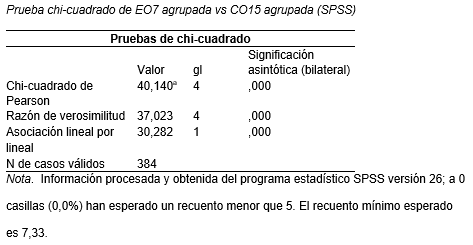 Prueba chi-cuadrado de EO7 agrupada vs CO15 agrupada (SPSS)
Pruebas de chi-cuadrado
Valor gl Significación asintótica (bilateral)
Chi-cuadrado de Pearson 40,140ᵃ 4 ,000
Razón de verosimilitud 37,023 4 ,000
Asociación lineal por lineal 30,282 1 ,000
N de casos válidos 384
Nota. Información procesada y obtenida del programa estadístico SPSS versión 26; a 0
casillas (0,0%) han esperado un recuento menor que 5. El recuento mínimo esperado
es 7,33.